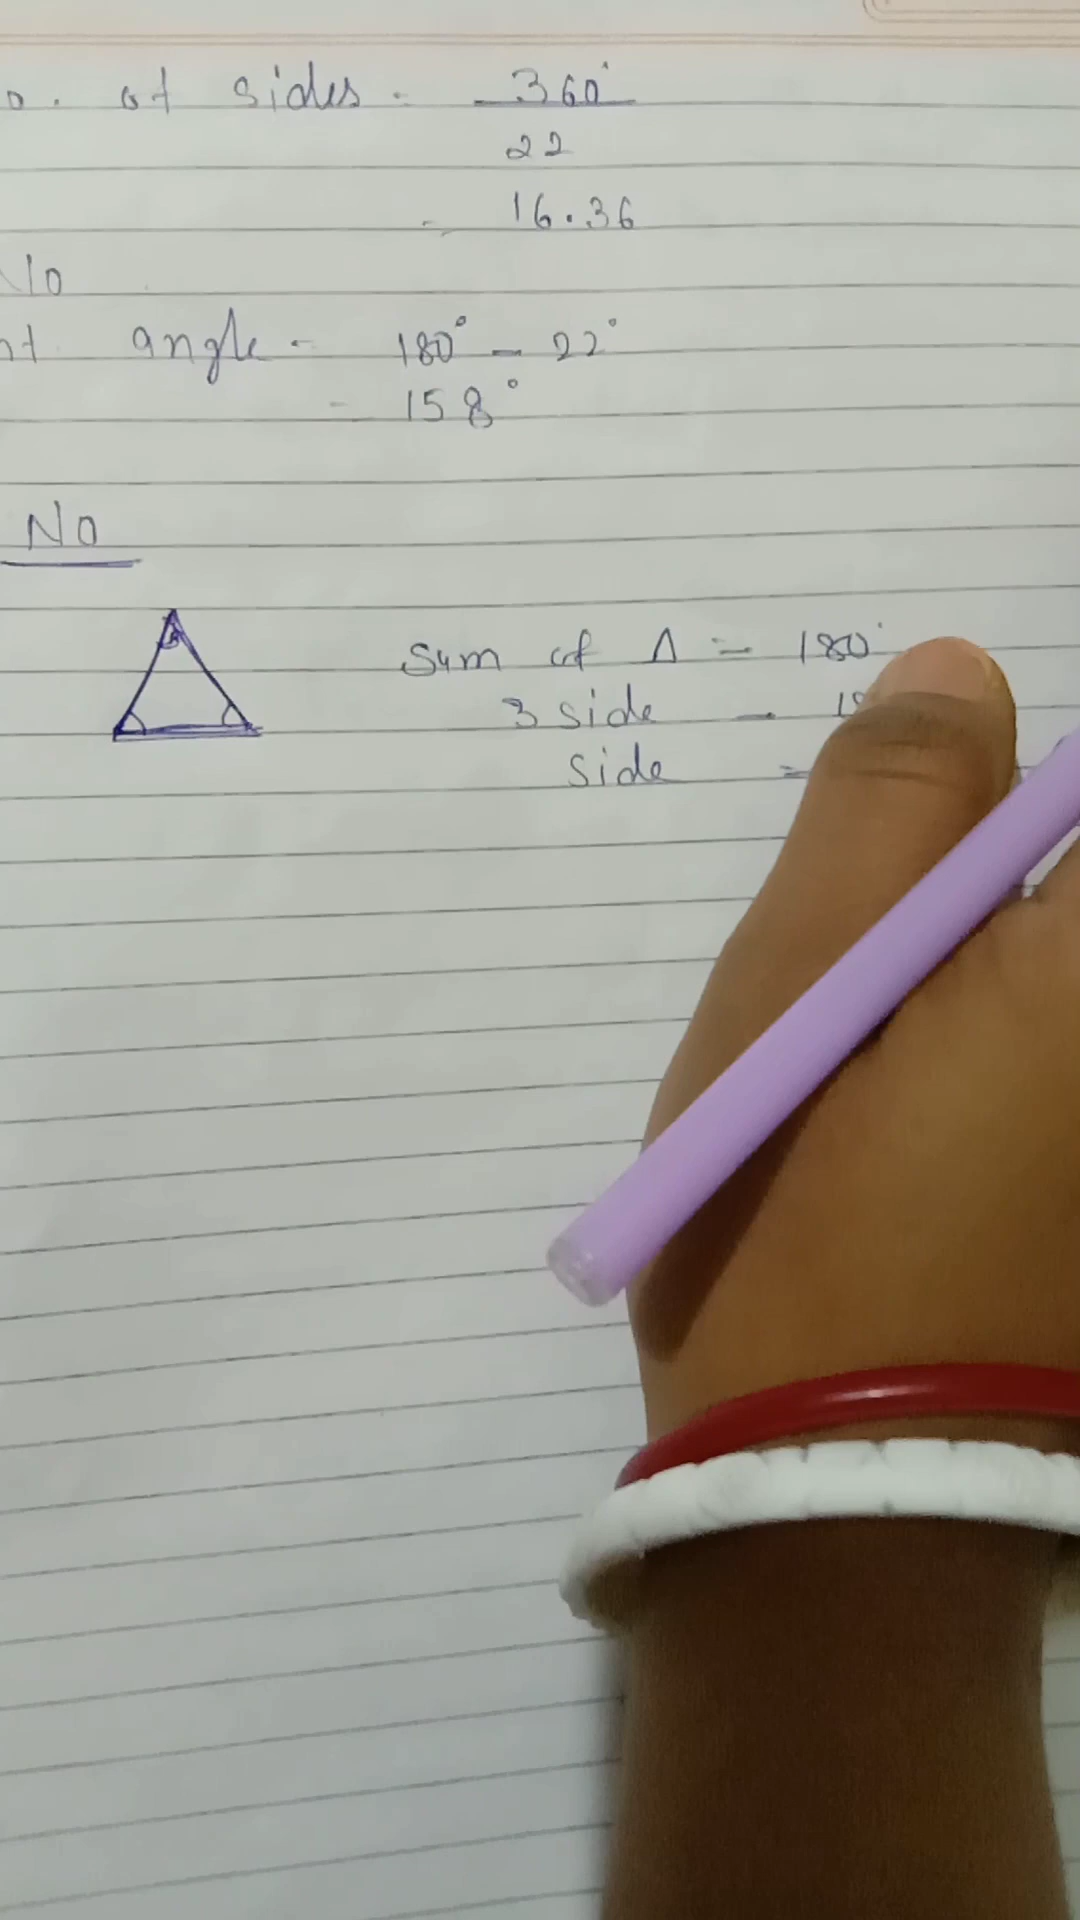 of sides = 360°
22
= 16.36
No
angle = 180° - 22°
= 158°
No
Sum of Δ = 180°
3 side =
side =